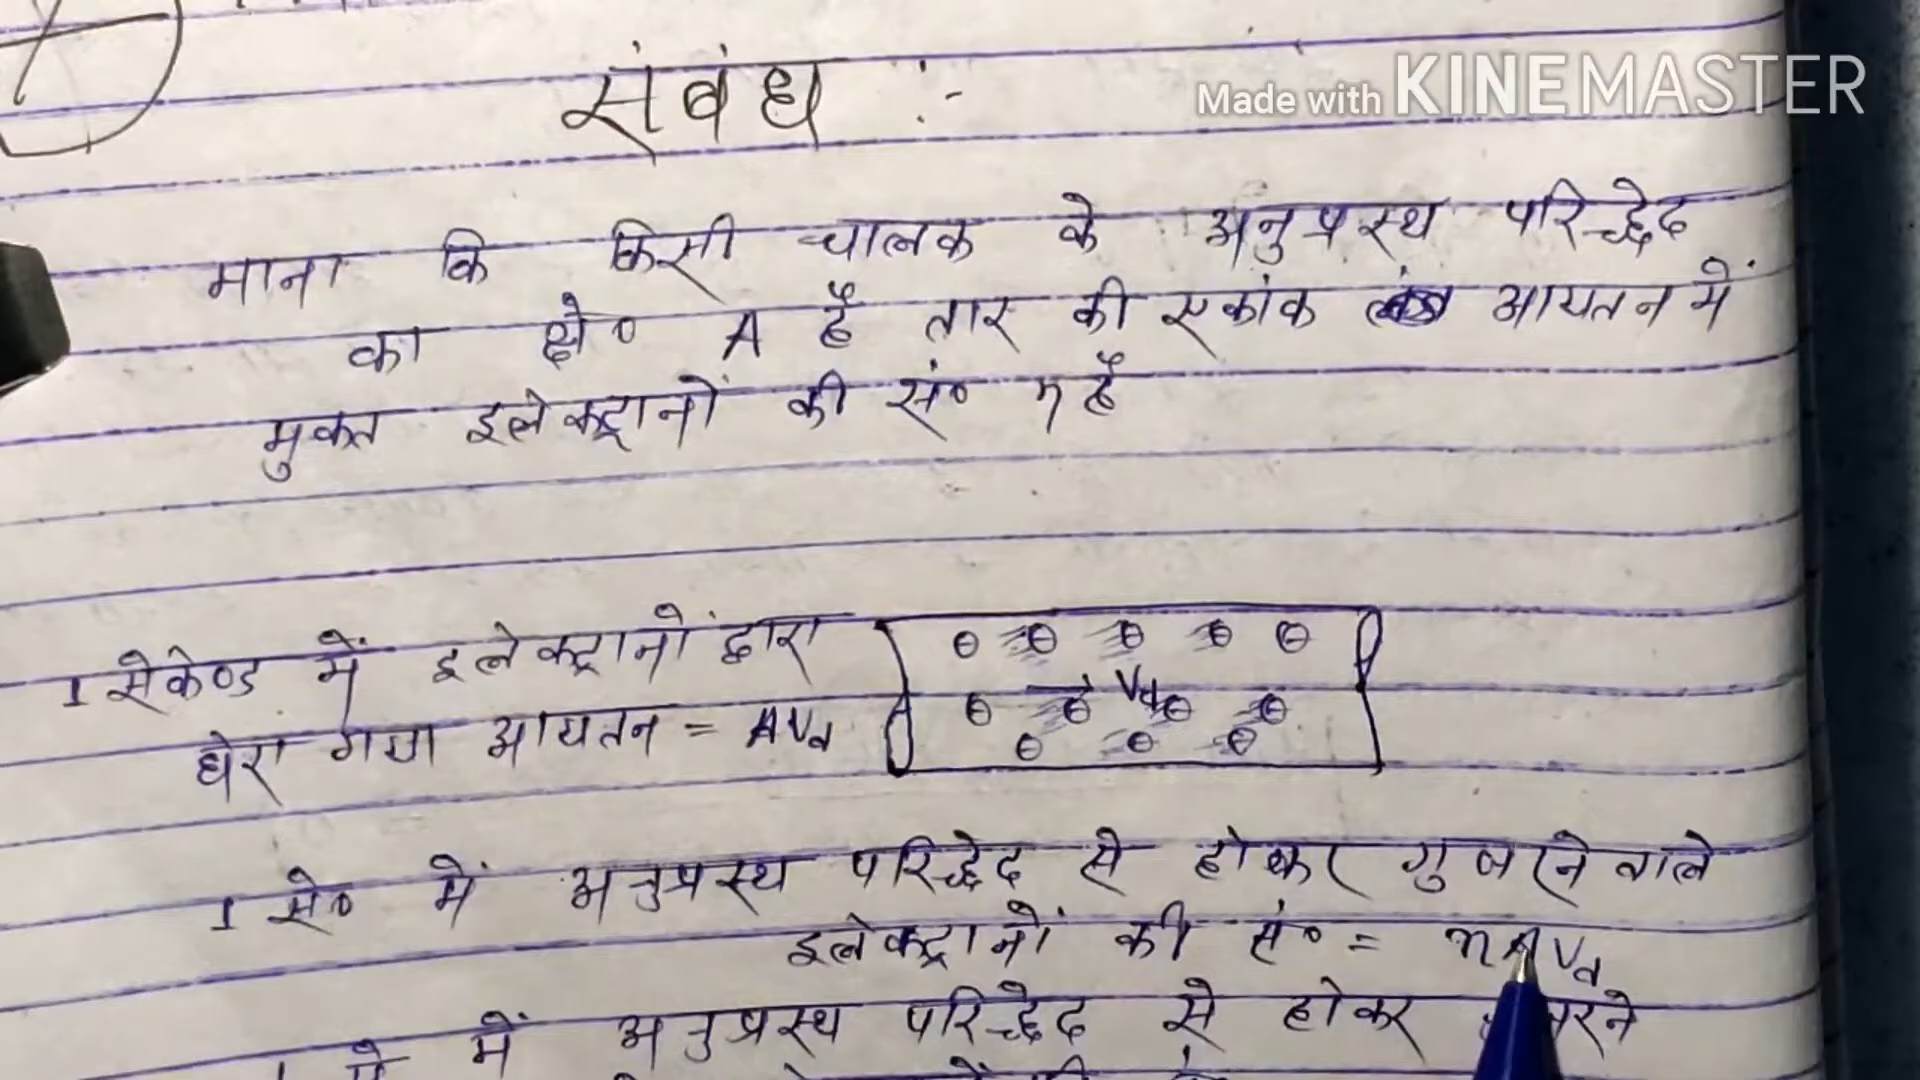 संबंध :-
Made with KINEMASTER
माना कि किसी चालक के अनुप्रस्थ परिच्छेद
का क्षे० A है तार की एकांक आयतन में
मुक्त इलेक्ट्रानों की सं० n है
1 सेकेण्ड में इलेक्ट्रानों द्वारा
घेरा गया आयतन = AVd
Vd
1 से० में अनुप्रस्थ परिच्छेद से होकर गुजरने वाले
इलेक्ट्रानों की सं० = nAVd
में अनुप्रस्थ परिच्छेद से होकर